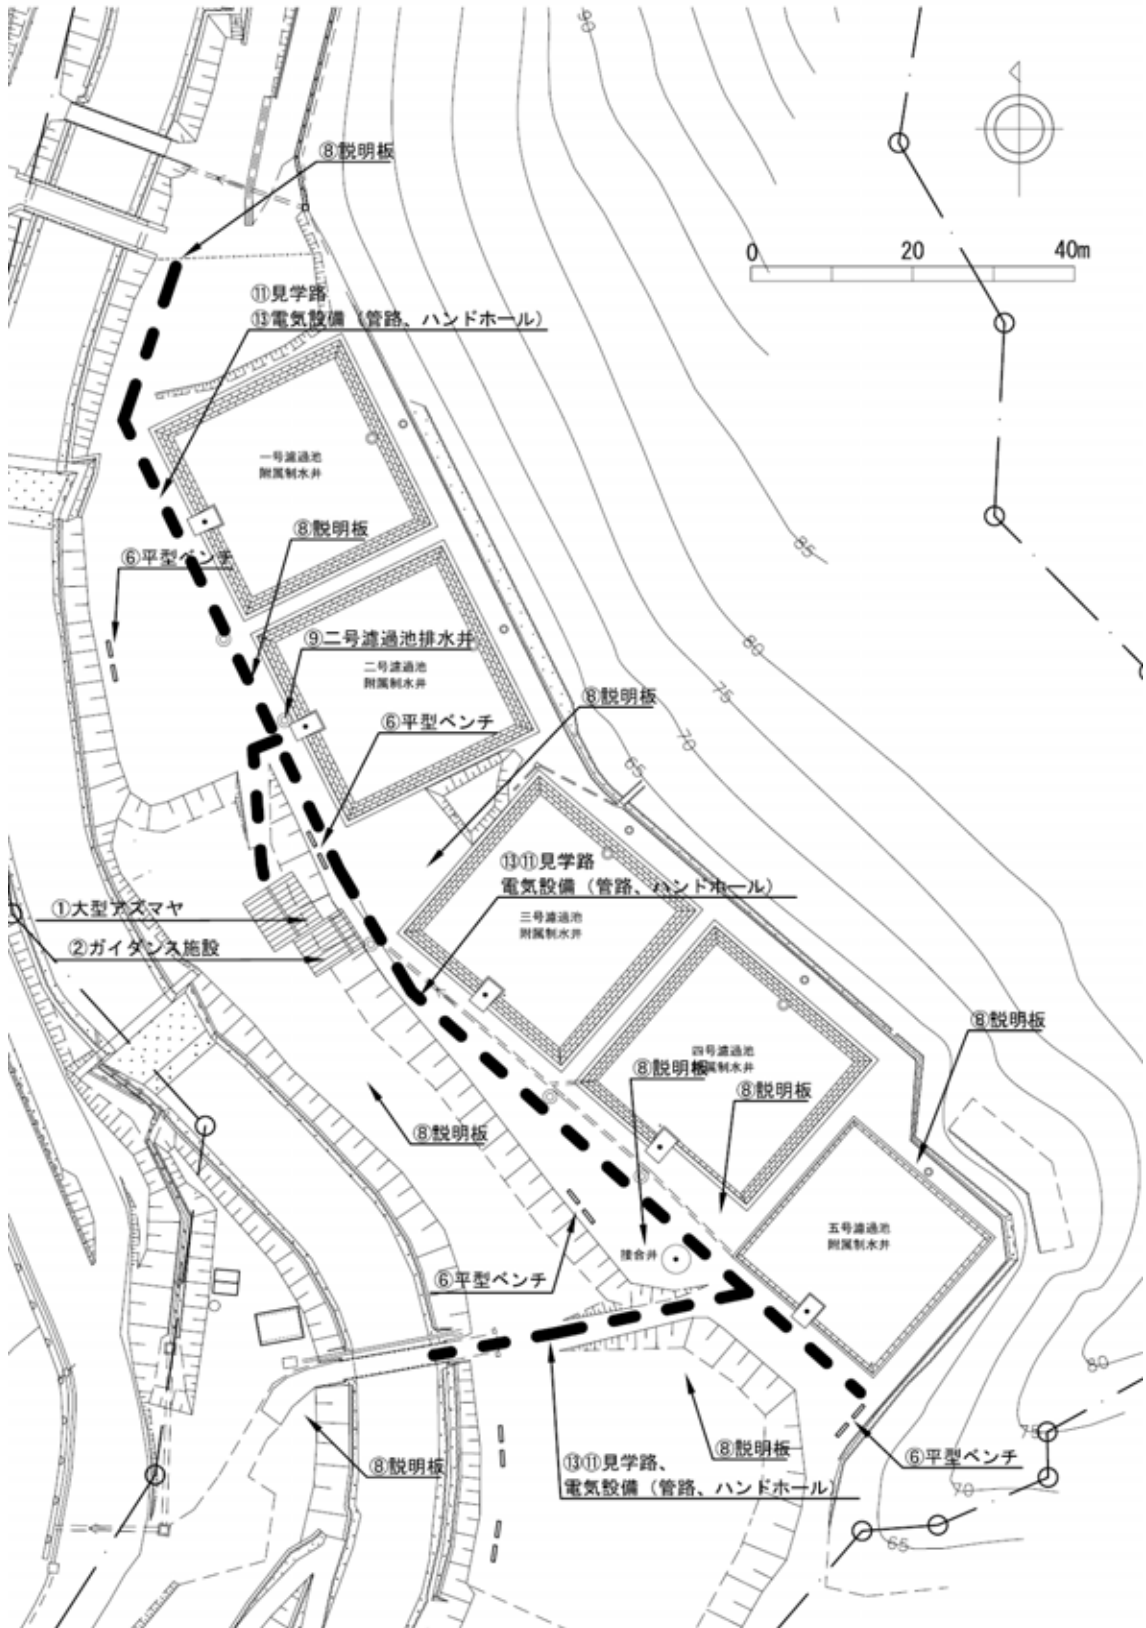 90
⑧説明板
0 20 40m
⑪見学路
⑬電気設備（管路、ハンドホール）
一号濾過池
附属制水井
⑧説明板
85
⑥平型ベンチ
⑨二号濾過池排水井
80
二号濾過池
附属制水井
⑧説明板
75
⑥平型ベンチ
70
65
⑬⑪見学路
電気設備（管路、ハンドホール）
①大型アズマヤ
三号濾過池
附属制水井
②ガイダンス施設
⑧説明板
四号濾過池
属制水井
⑧説明板
⑧説明板
⑧説明板
五号濾過池
附属制水井
接合井
⑥平型ベンチ
80
75
⑧説明板
⑧説明板
⑥平型ベンチ
⑬⑪見学路、
電気設備（管路、ハンドホール）
70
65